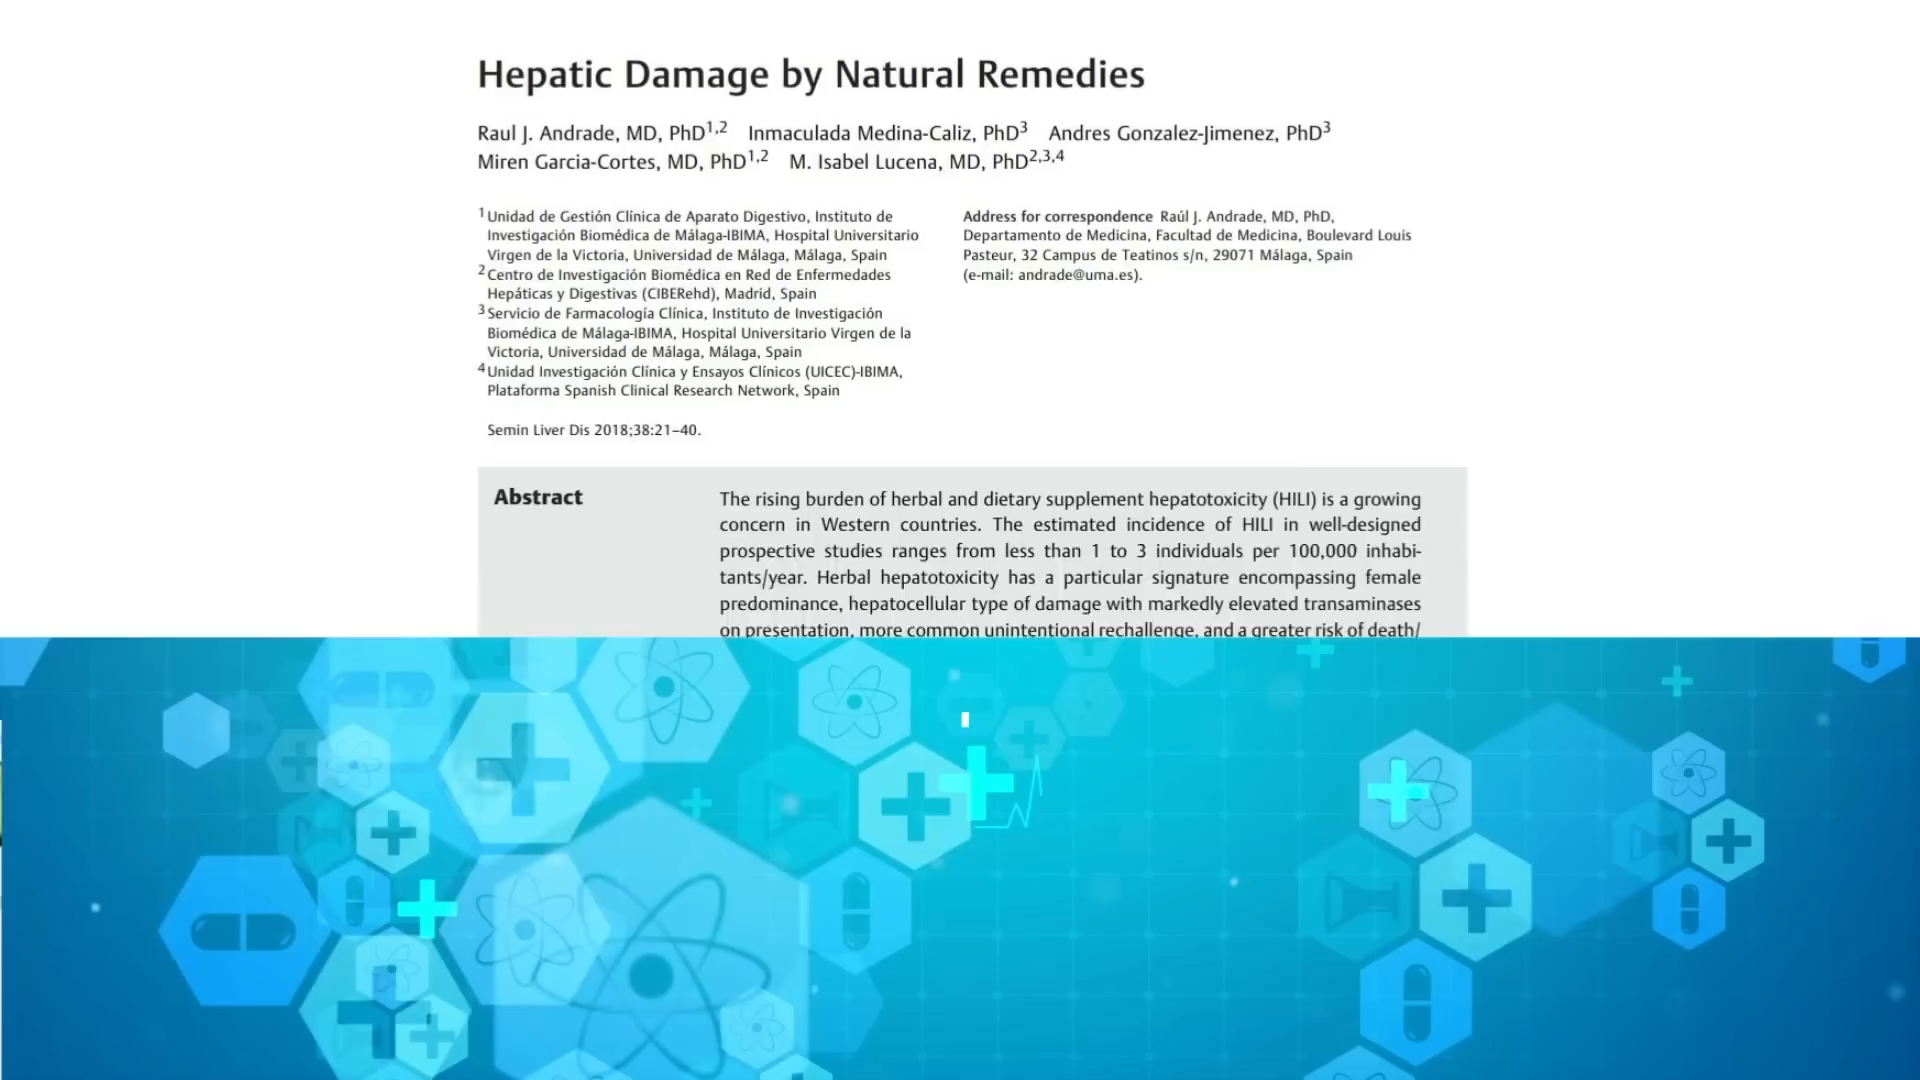 Hepatic Damage by Natural Remedies
Raul J. Andrade, MD, PhD1,2 Inmaculada Medina-Caliz, PhD3 Andres Gonzalez-Jimenez, PhD3
Miren Garcia-Cortes, MD, PhD1,2 M. Isabel Lucena, MD, PhD2,3,4
1 Unidad de Gestión Clínica de Aparato Digestivo, Instituto de
Investigación Biomédica de Málaga-IBIMA, Hospital Universitario
Virgen de la Victoria, Universidad de Málaga, Málaga, Spain
2 Centro de Investigación Biomédica en Red de Enfermedades
Hepáticas y Digestivas (CIBERehd), Madrid, Spain
3 Servicio de Farmacología Clínica, Instituto de Investigación
Biomédica de Málaga-IBIMA, Hospital Universitario Virgen de la
Victoria, Universidad de Málaga, Málaga, Spain
4 Unidad Investigación Clínica y Ensayos Clínicos (UICEC)-IBIMA,
Plataforma Spanish Clinical Research Network, Spain
Address for correspondence Raúl J. Andrade, MD, PhD,
Departamento de Medicina, Facultad de Medicina, Boulevard Louis
Pasteur, 32 Campus de Teatinos s/n, 29071 Málaga, Spain
(e-mail: andrade@uma.es).
Semin Liver Dis 2018;38:21–40.
Abstract
The rising burden of herbal and dietary supplement hepatotoxicity (HILI) is a growing
concern in Western countries. The estimated incidence of HILI in well-designed
prospective studies ranges from less than 1 to 3 individuals per 100,000 inhabi-
tants/year. Herbal hepatotoxicity has a particular signature encompassing female
predominance, hepatocellular type of damage with markedly elevated transaminases
on presentation, more common unintentional rechallenge, and a greater risk of death/